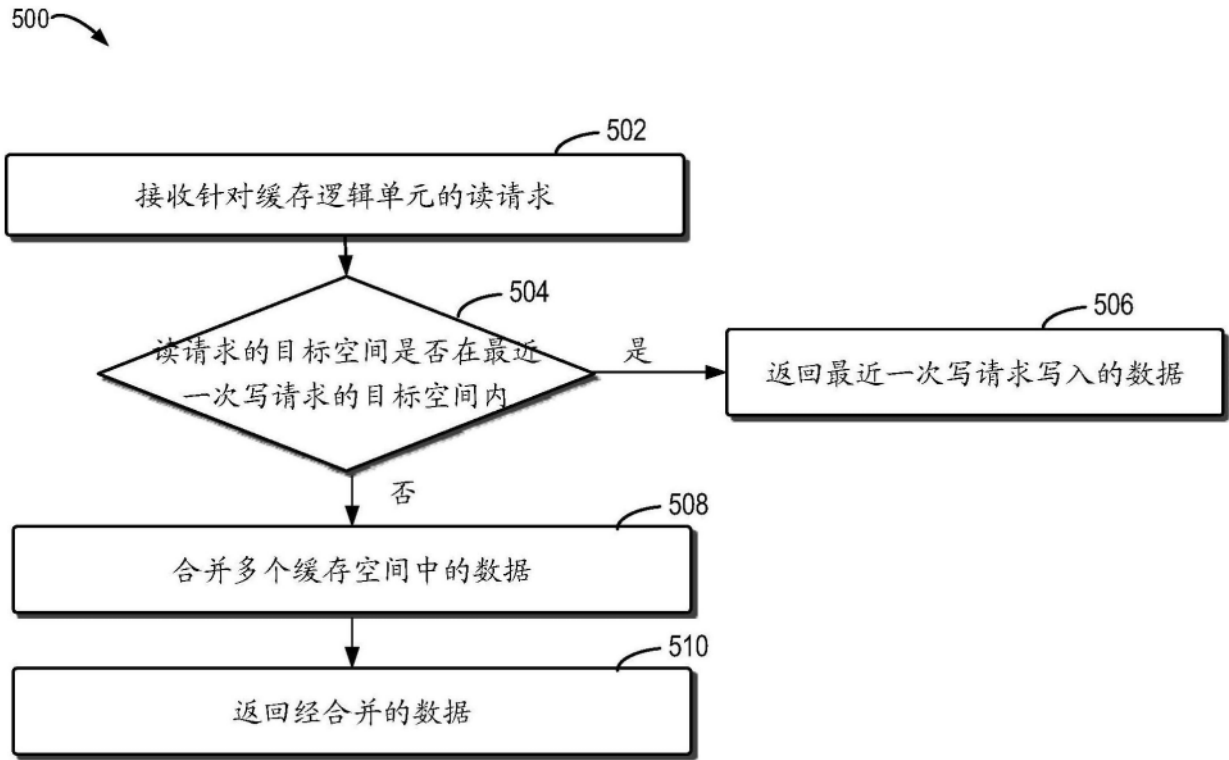 500
502
接收针对缓存逻辑单元的读请求
504
读请求的目标空间是否在最近
一次写请求的目标空间内
是
506
返回最近一次写请求写入的数据
否
508
合并多个缓存空间中的数据
510
返回经合并的数据